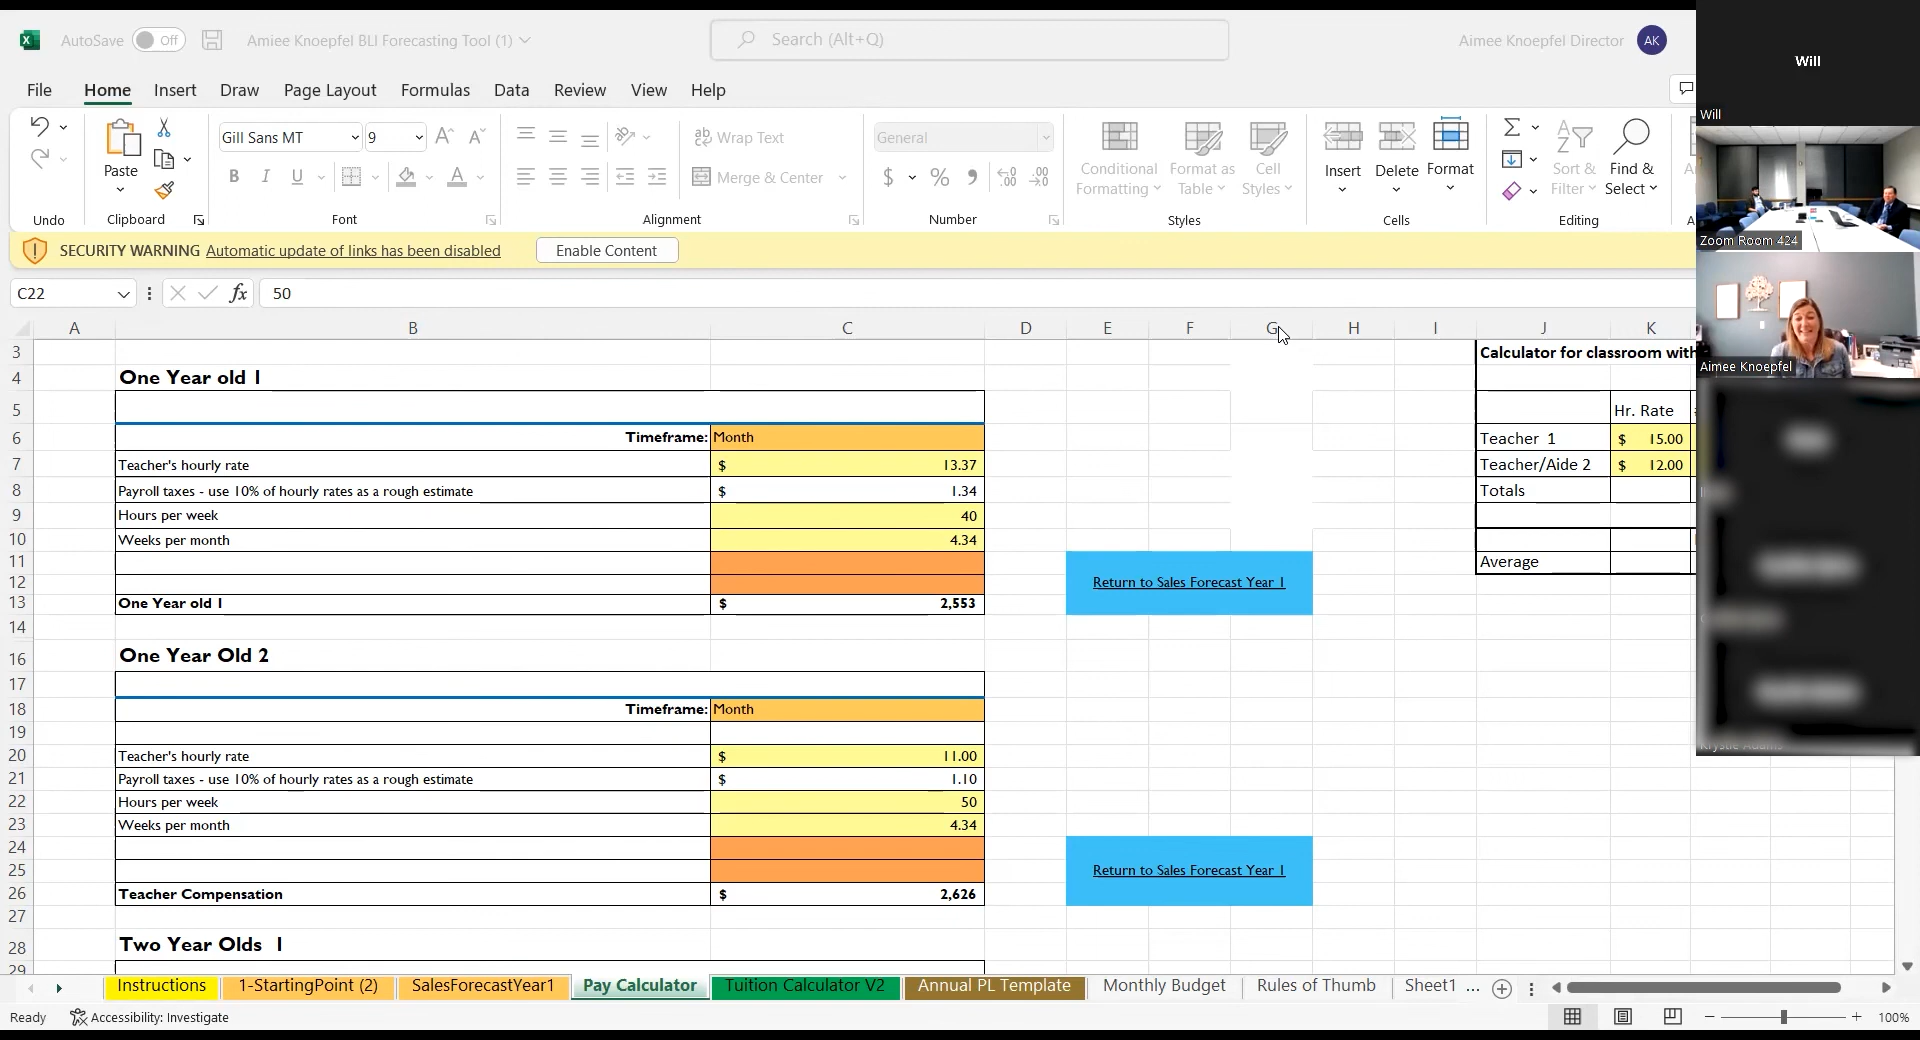 AutoSave Off Amiee Knoepfel BLI Forecasting Tool (1) Search (Alt+Q) Aimee Knoepfel Director AK
File Home Insert Draw Page Layout Formulas Data Review View Help
Gill Sans MT 9 Wrap Text General
Paste B I U Merge & Center $ % Conditional Formatting Format as Table Cell Styles Insert Delete Format Sort & Filter Find & Select
Undo Clipboard Font Alignment Number Styles Cells Editing
SECURITY WARNING Automatic update of links has been disabled Enable Content
C22 fx 50
A B C D E F G H I J K
3 Calculator for classroom with
4 One Year old 1
5 Hr. Rate
6 Timeframe: Month Teacher 1 $ 15.00
7 Teacher's hourly rate $ 13.37 Teacher/Aide 2 $ 12.00
8 Payroll taxes - use 10% of hourly rates as a rough estimate $ 1.34 Totals
9 Hours per week 40
10 Weeks per month 4.34
11 Average
12 Return to Sales Forecast Year 1
13 One Year old 1 $ 2,553
14
16 One Year Old 2
17
18 Timeframe: Month
19
20 Teacher's hourly rate $ 11.00
21 Payroll taxes - use 10% of hourly rates as a rough estimate $ 1.10
22 Hours per week 50
23 Weeks per month 4.34
24
25 Return to Sales Forecast Year 1
26 Teacher Compensation $ 2,626
27
28 Two Year Olds 1
29
Instructions 1-StartingPoint (2) SalesForecastYear1 Pay Calculator Tuition Calculator V2 Annual PL Template Monthly Budget Rules of Thumb Sheet1 ...
Ready Accessibility: Investigate 100%
Will
Will
Zoom Room 424
Aimee Knoepfel